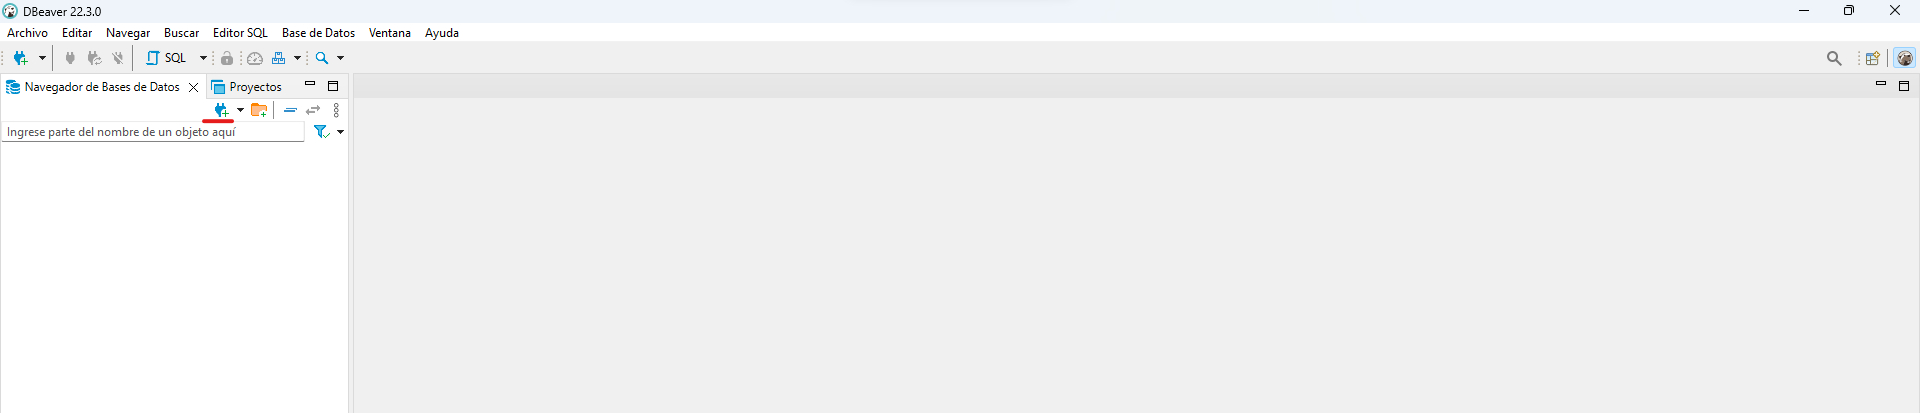 DBeaver 22.3.0
Archivo Editar Navegar Buscar Editor SQL Base de Datos Ventana Ayuda
SQL
Navegador de Bases de Datos Proyectos
Ingrese parte del nombre de un objeto aquí